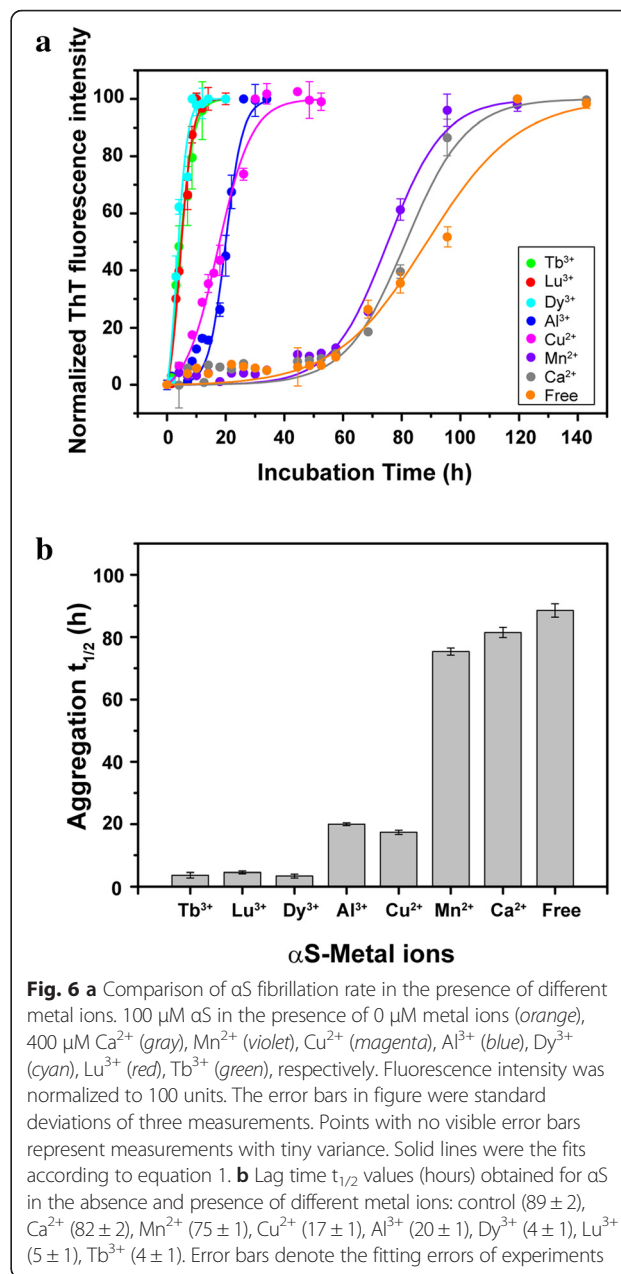 a
Normalized ThT fluorescence intensity
100
80
60
40
20
0
Tb³⁺
Lu³⁺
Dy³⁺
Al³⁺
Cu²⁺
Mn²⁺
Ca²⁺
Free
0 20 40 60 80 100 120 140
Incubation Time (h)
b
Aggregation t₁/₂ (h)
100
80
60
40
20
0
Tb³⁺ Lu³⁺ Dy³⁺ Al³⁺ Cu²⁺ Mn²⁺ Ca²⁺ Free
αS-Metal ions
Fig. 6 a Comparison of αS fibrillation rate in the presence of different
metal ions. 100 μM αS in the presence of 0 μM metal ions (orange),
400 μM Ca²⁺ (gray), Mn²⁺ (violet), Cu²⁺ (magenta), Al³⁺ (blue), Dy³⁺
(cyan), Lu³⁺ (red), Tb³⁺ (green), respectively. Fluorescence intensity was
normalized to 100 units. The error bars in figure were standard
deviations of three measurements. Points with no visible error bars
represent measurements with tiny variance. Solid lines were the fits
according to equation 1. b Lag time t₁/₂ values (hours) obtained for αS
in the absence and presence of different metal ions: control (89 ± 2),
Ca²⁺ (82 ± 2), Mn²⁺ (75 ± 1), Cu²⁺ (17 ± 1), Al³⁺ (20 ± 1), Dy³⁺ (4 ± 1), Lu³⁺
(5 ± 1), Tb³⁺ (4 ± 1). Error bars denote the fitting errors of experiments